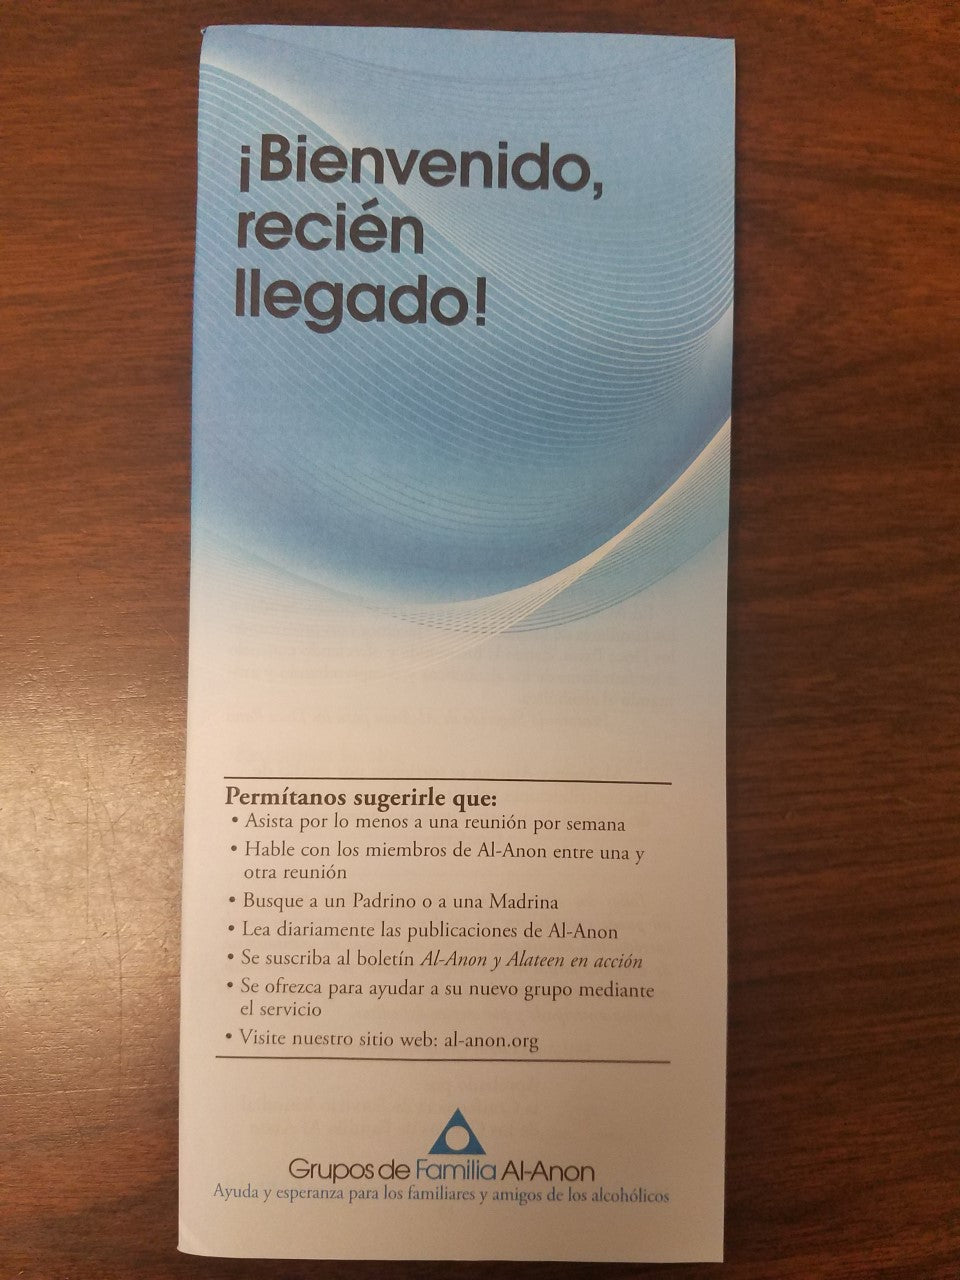 ¡Bienvenido,
recién
llegado!
Permítanos sugerirle que:
• Asista por lo menos a una reunión por semana
• Hable con los miembros de Al-Anon entre una y
otra reunión
• Busque a un Padrino o a una Madrina
• Lea diariamente las publicaciones de Al-Anon
• Se suscriba al boletín Al-Anon y Alateen en acción
• Se ofrezca para ayudar a su nuevo grupo mediante
el servicio
• Visite nuestro sitio web: al-anon.org
Grupos de Familia Al-Anon
Ayuda y esperanza para los familiares y amigos de los alcohólicos